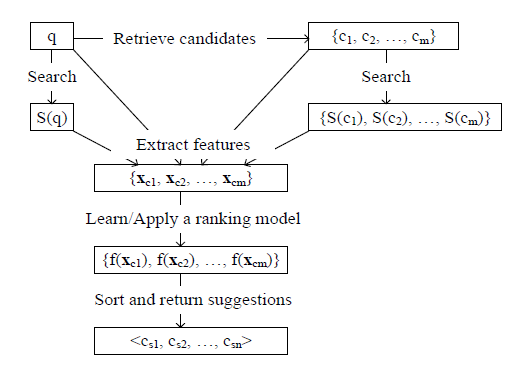 q
Retrieve candidates
{c1, c2, …, cm}
Search
Search
S(q)
{S(c1), S(c2), …, S(cm)}
Extract features
{xc1, xc2, …, xcm}
Learn/Apply a ranking model
{f(xc1), f(xc2), …, f(xcm)}
Sort and return suggestions
<cs1, cs2, …, csn>